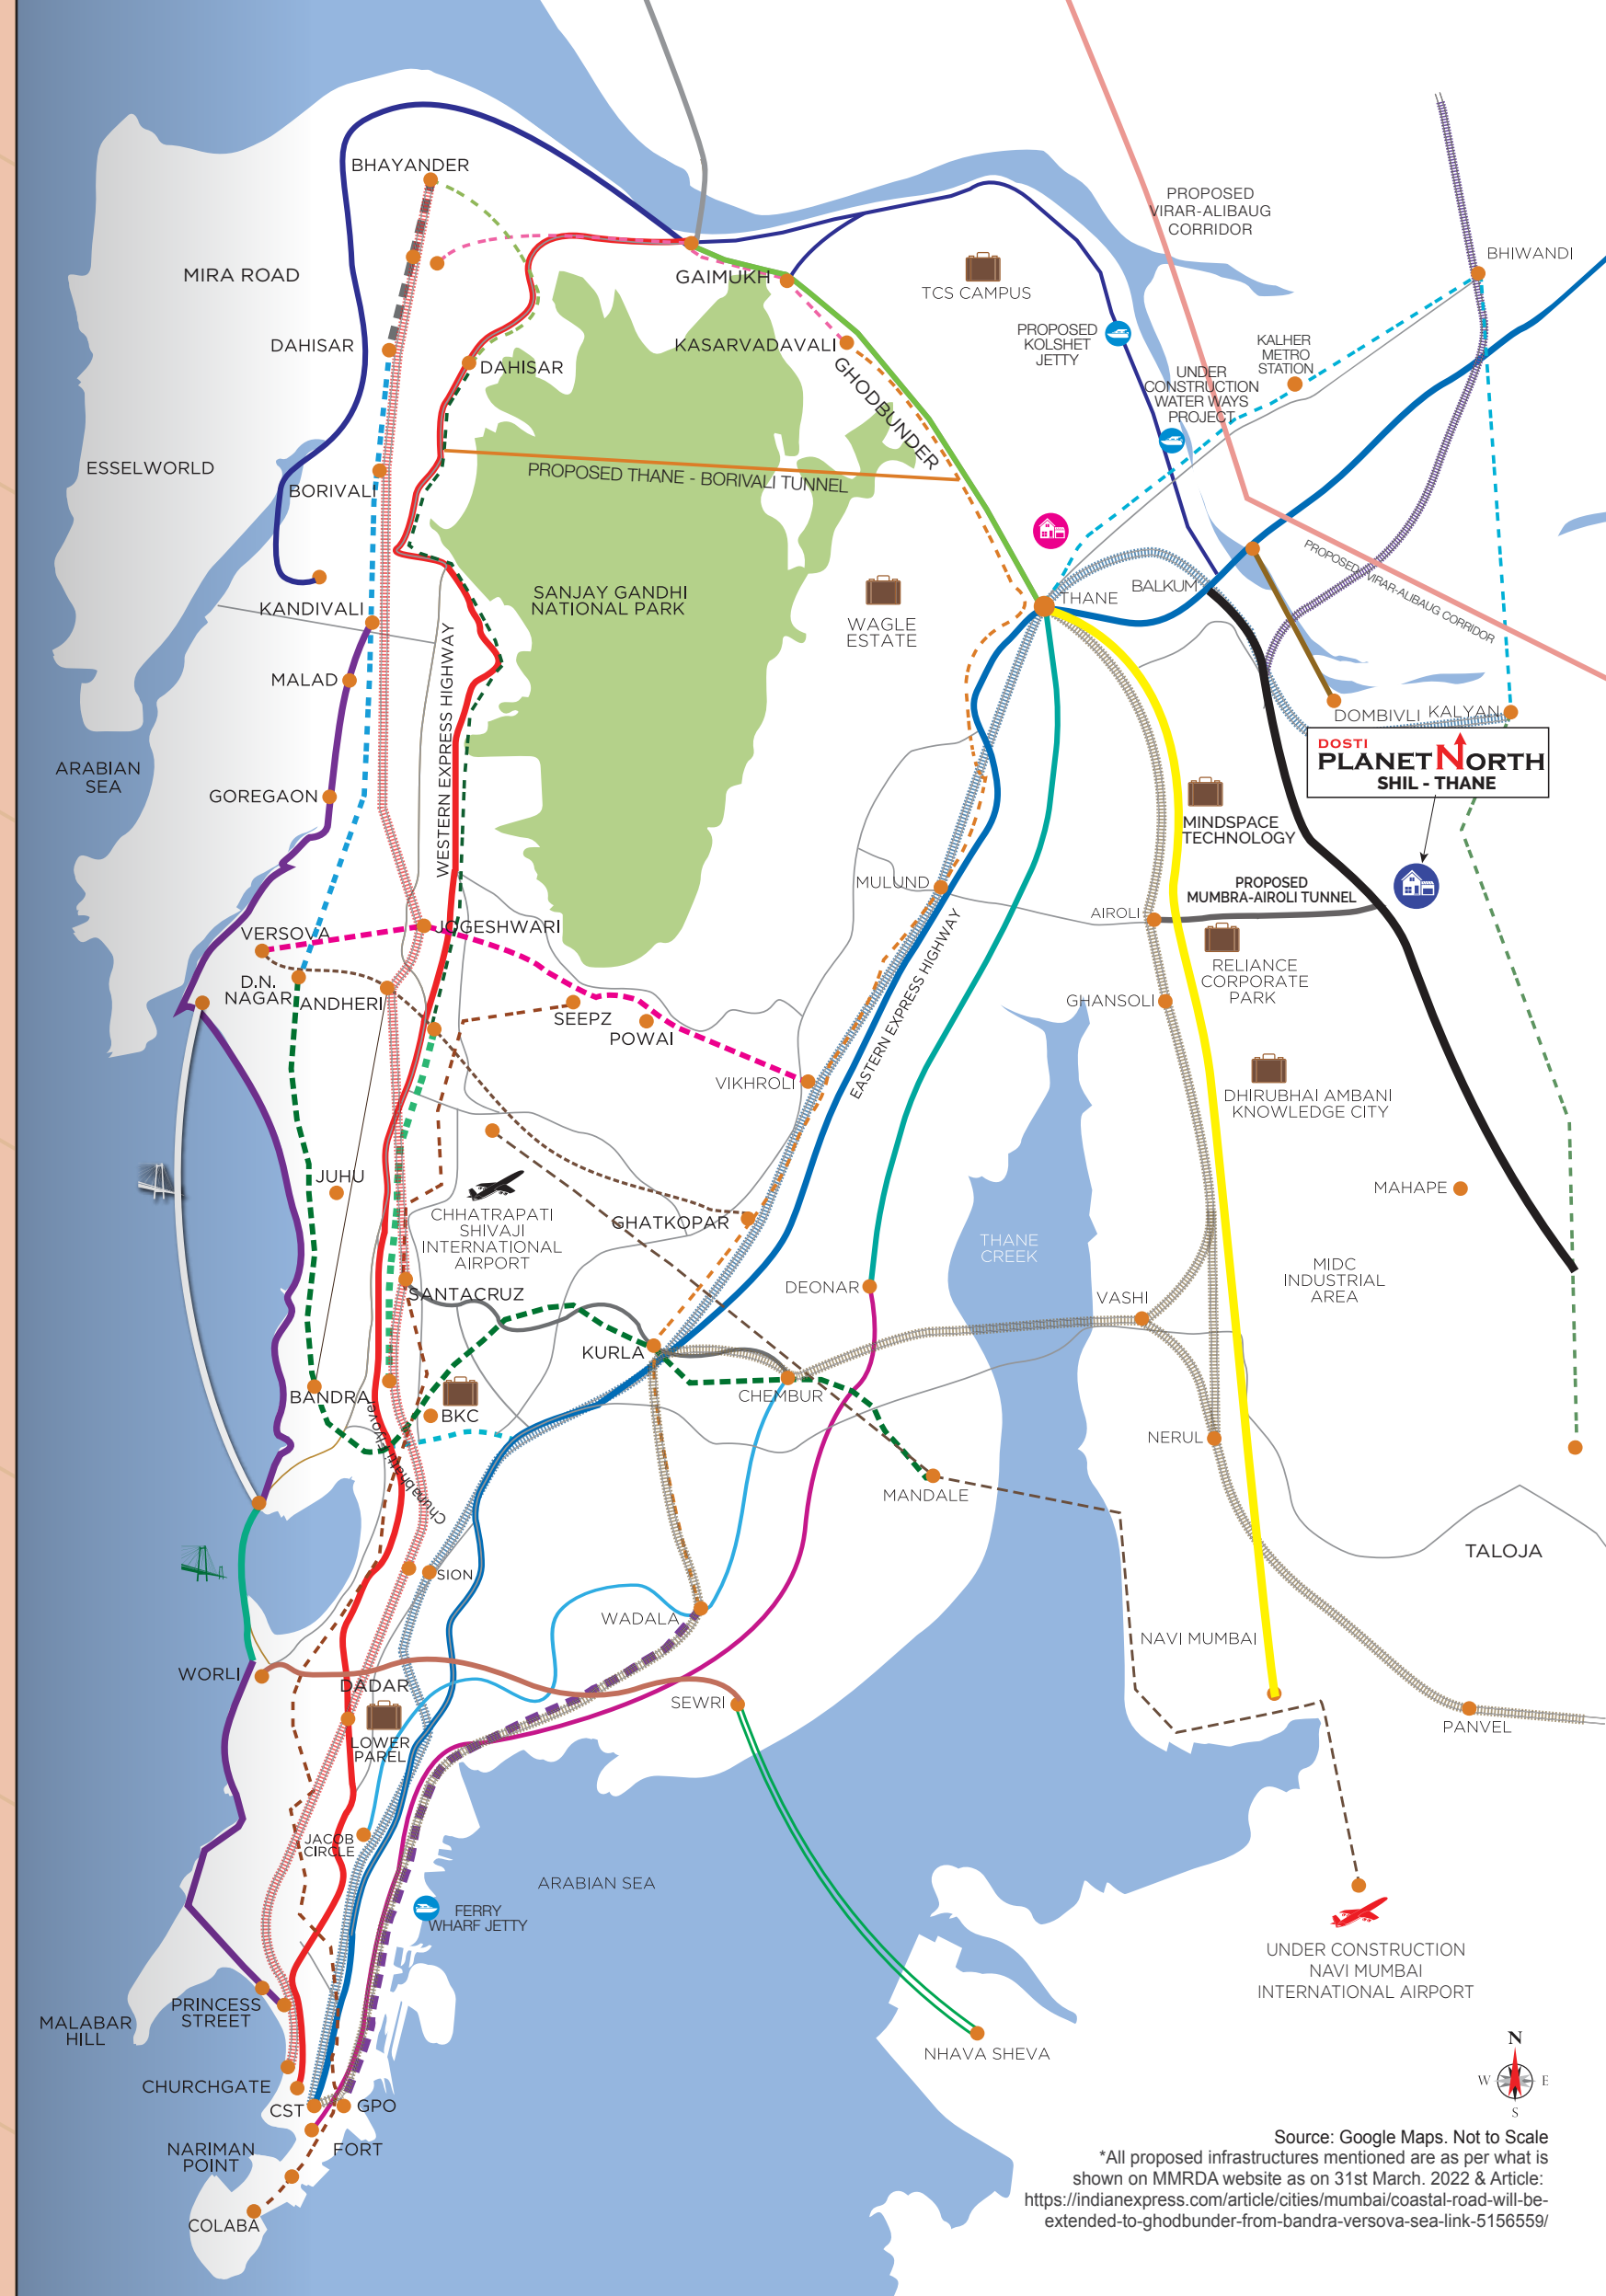 BHAYANDER
MIRA ROAD
GAIMUKH
TCS CAMPUS
PROPOSED
VIRAR-ALIBAUG
CORRIDOR
BHIWANDI
DAHISAR
DAHISAR
KASARVADAVALI
GHODBUNDER
PROPOSED
KOLSHET
JETTY
KALHER
METRO
STATION
UNDER
CONSTRUCTION
WATER WAYS
PROJECT
ESSELWORLD
BORIVALI
PROPOSED THANE - BORIVALI TUNNEL
PROPOSED VIRAR-ALIBAUG CORRIDOR
KANDIVALI
SANJAY GANDHI
NATIONAL PARK
WAGLE
ESTATE
THANE
BALKUM
MALAD
WESTERN EXPRESS HIGHWAY
DOMBIVLI
KALYAN
DOSTI
PLANET NORTH
SHIL - THANE
ARABIAN
SEA
GOREGAON
MINDSPACE
TECHNOLOGY
MULUND
PROPOSED
MUMBRA-AIROLI TUNNEL
AIROLI
VERSOVA
JOGESHWARI
EASTERN EXPRESS HIGHWAY
RELIANCE
CORPORATE
PARK
D.N.
NAGAR
ANDHERI
SEEPZ
POWAI
GHANSOLI
VIKHROLI
DHIRUBHAI AMBANI
KNOWLEDGE CITY
JUHU
MAHAPE
CHHATRAPATI
SHIVAJI
INTERNATIONAL
AIRPORT
GHATKOPAR
THANE
CREEK
MIDC
INDUSTRIAL
AREA
SANTACRUZ
DEONAR
VASHI
KURLA
CHEMBUR
BANDRA
BKC
Chunabhatti Flyover
NERUL
MANDALE
TALOJA
SION
WADALA
NAVI MUMBAI
WORLI
DADAR
SEWRI
PANVEL
LOWER
PAREL
JACOB
CIRCLE
ARABIAN SEA
FERRY
WHARF JETTY
UNDER CONSTRUCTION
NAVI MUMBAI
INTERNATIONAL AIRPORT
PRINCESS
STREET
MALABAR
HILL
NHAVA SHEVA
CHURCHGATE
CST
GPO
FORT
NARIMAN
POINT
COLABA
N
W E
S
Source: Google Maps. Not to Scale
*All proposed infrastructures mentioned are as per what is
shown on MMRDA website as on 31st March. 2022 & Article:
https://indianexpress.com/article/cities/mumbai/coastal-road-will-be-
extended-to-ghodbunder-from-bandra-versova-sea-link-5156559/